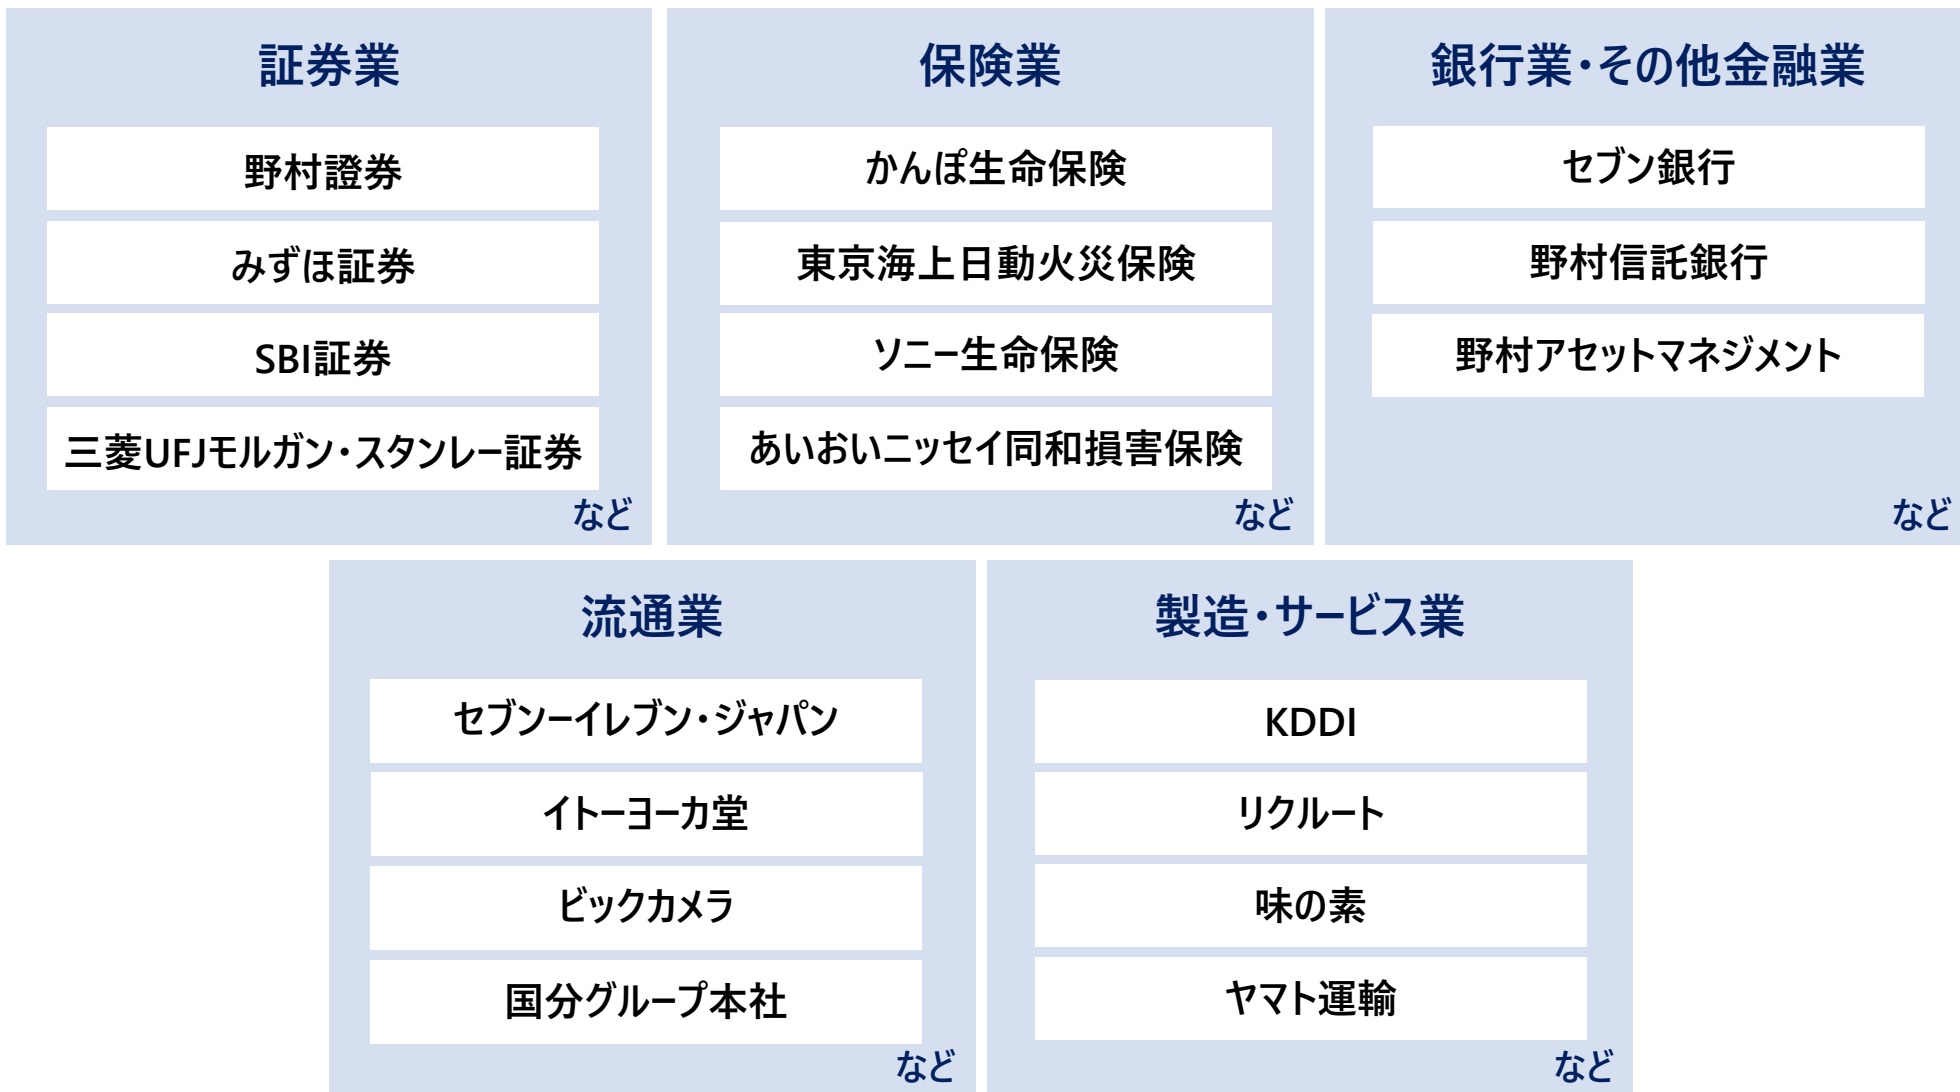 証券業
野村證券
みずほ証券
SBI証券
三菱UFJモルガン・スタンレー証券
など
保険業
かんぽ生命保険
東京海上日動火災保険
ソニー生命保険
あいおいニッセイ同和損害保険
など
銀行業・その他金融業
セブン銀行
野村信託銀行
野村アセットマネジメント
など
流通業
セブンーイレブン・ジャパン
イトーヨーカ堂
ビックカメラ
国分グループ本社
など
製造・サービス業
KDDI
リクルート
味の素
ヤマト運輸
など